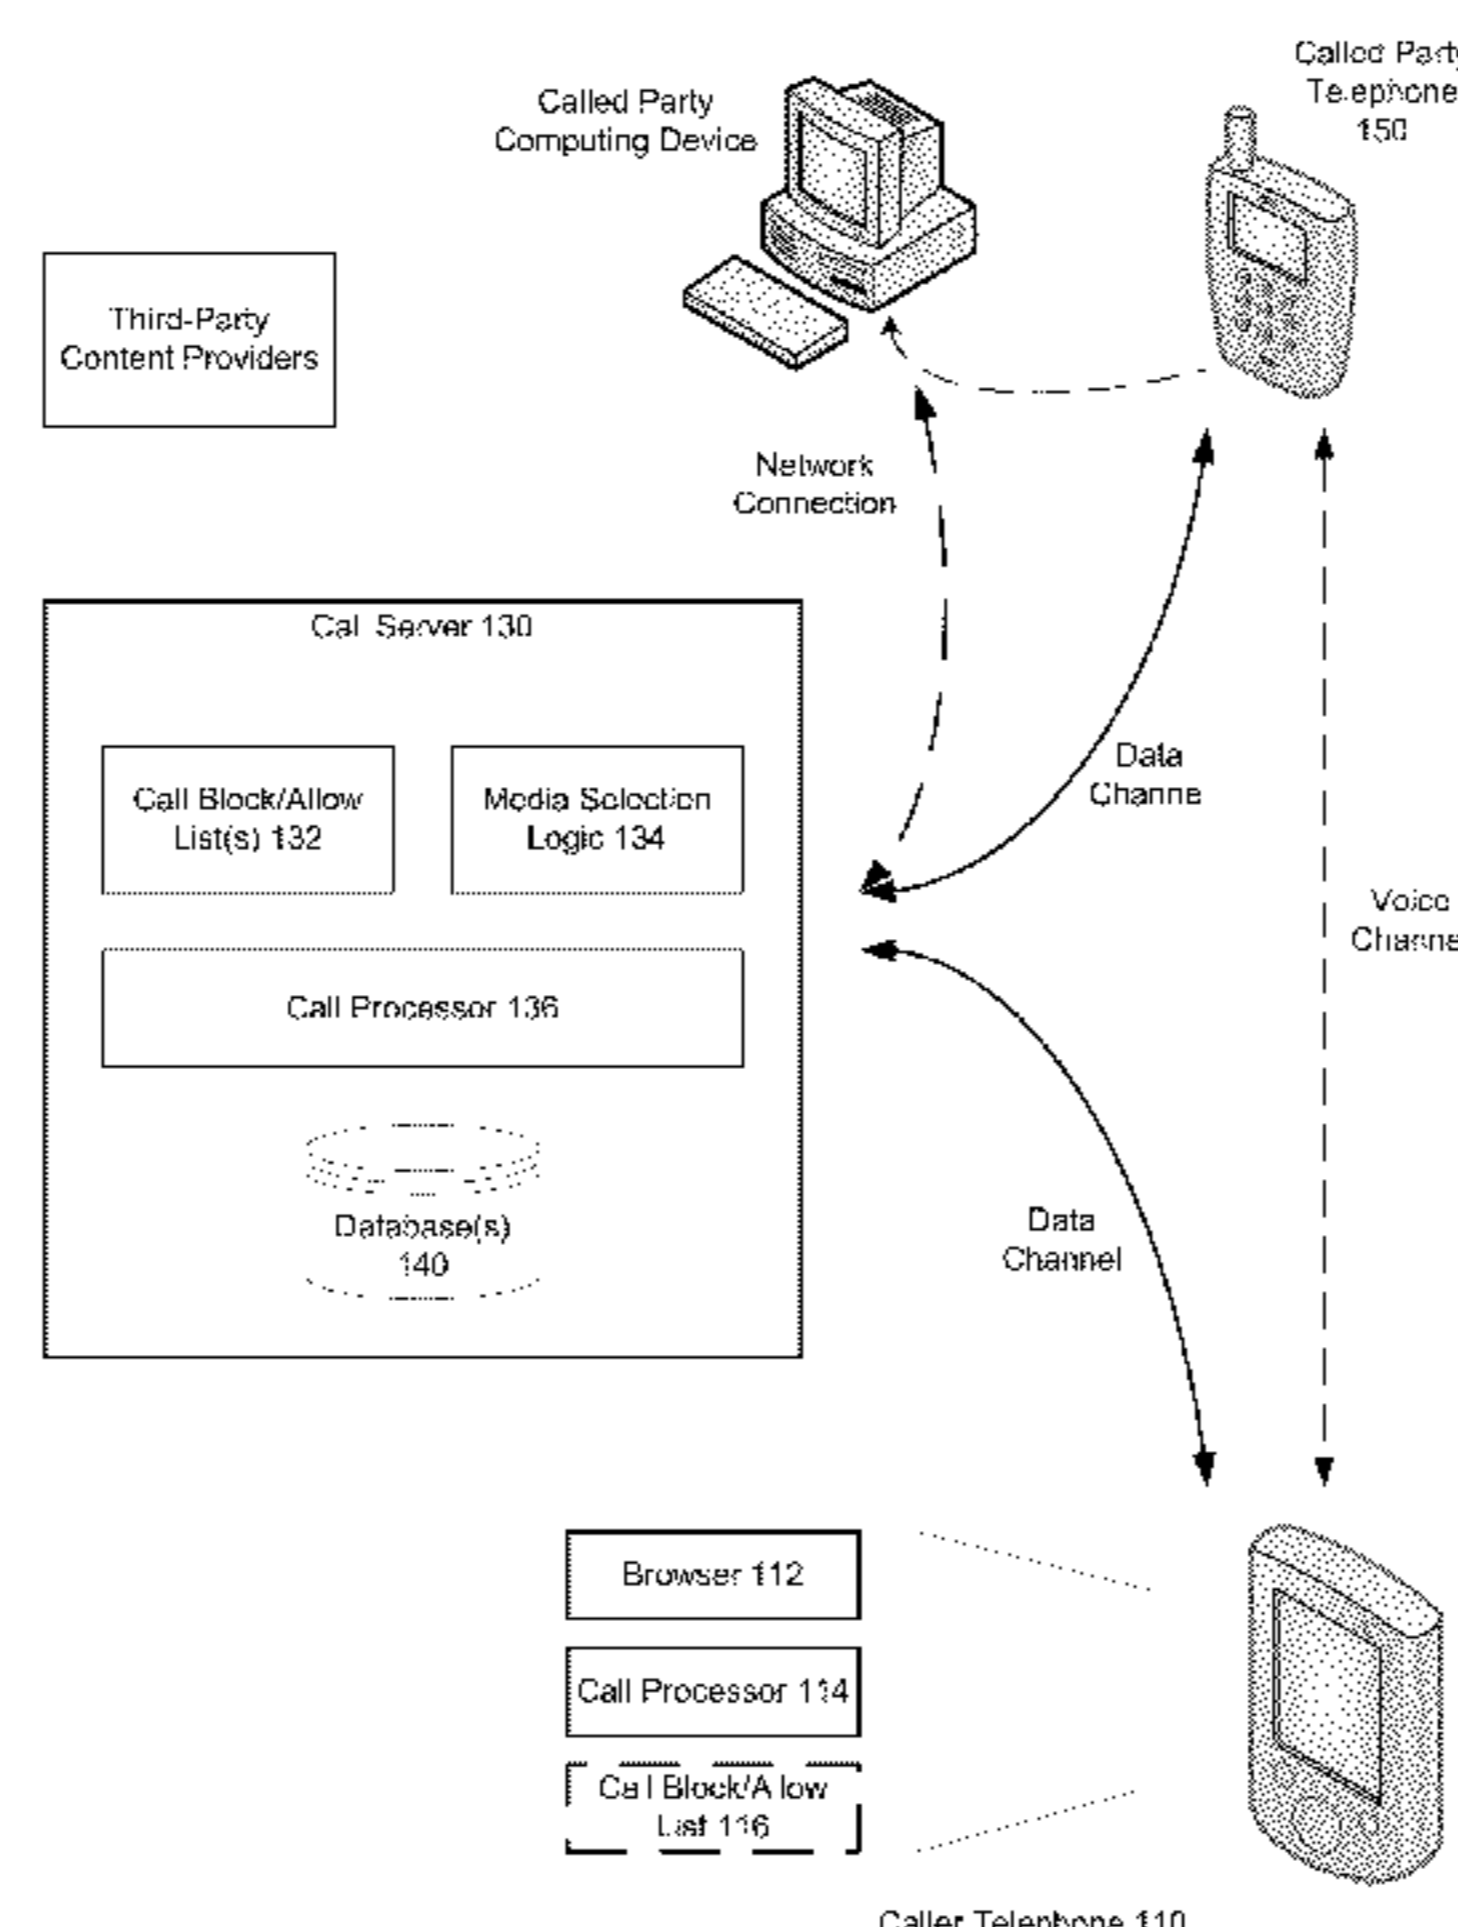 Called Party
Computing Device
Called Party
Telephone
150
Third-Party
Content Providers
Network
Connection
Call Server 130
Call Block/Allow
List(s) 132
Media Selection
Logic 134
Data
Channel
Voice
Channel
Call Processor 136
Database(s)
140
Data
Channel
Browser 112
Call Processor 114
Call Block/Allow
List 116
Caller Telephone 110